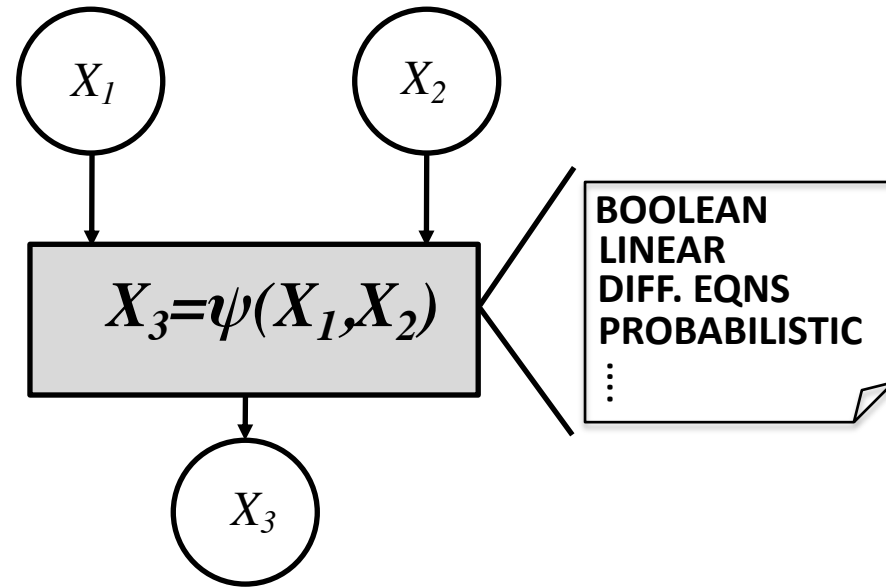 X₁
X₂
X₃=ψ(X₁,X₂)
BOOLEAN
LINEAR
DIFF. EQNS
PROBABILISTIC
⋮
X₃